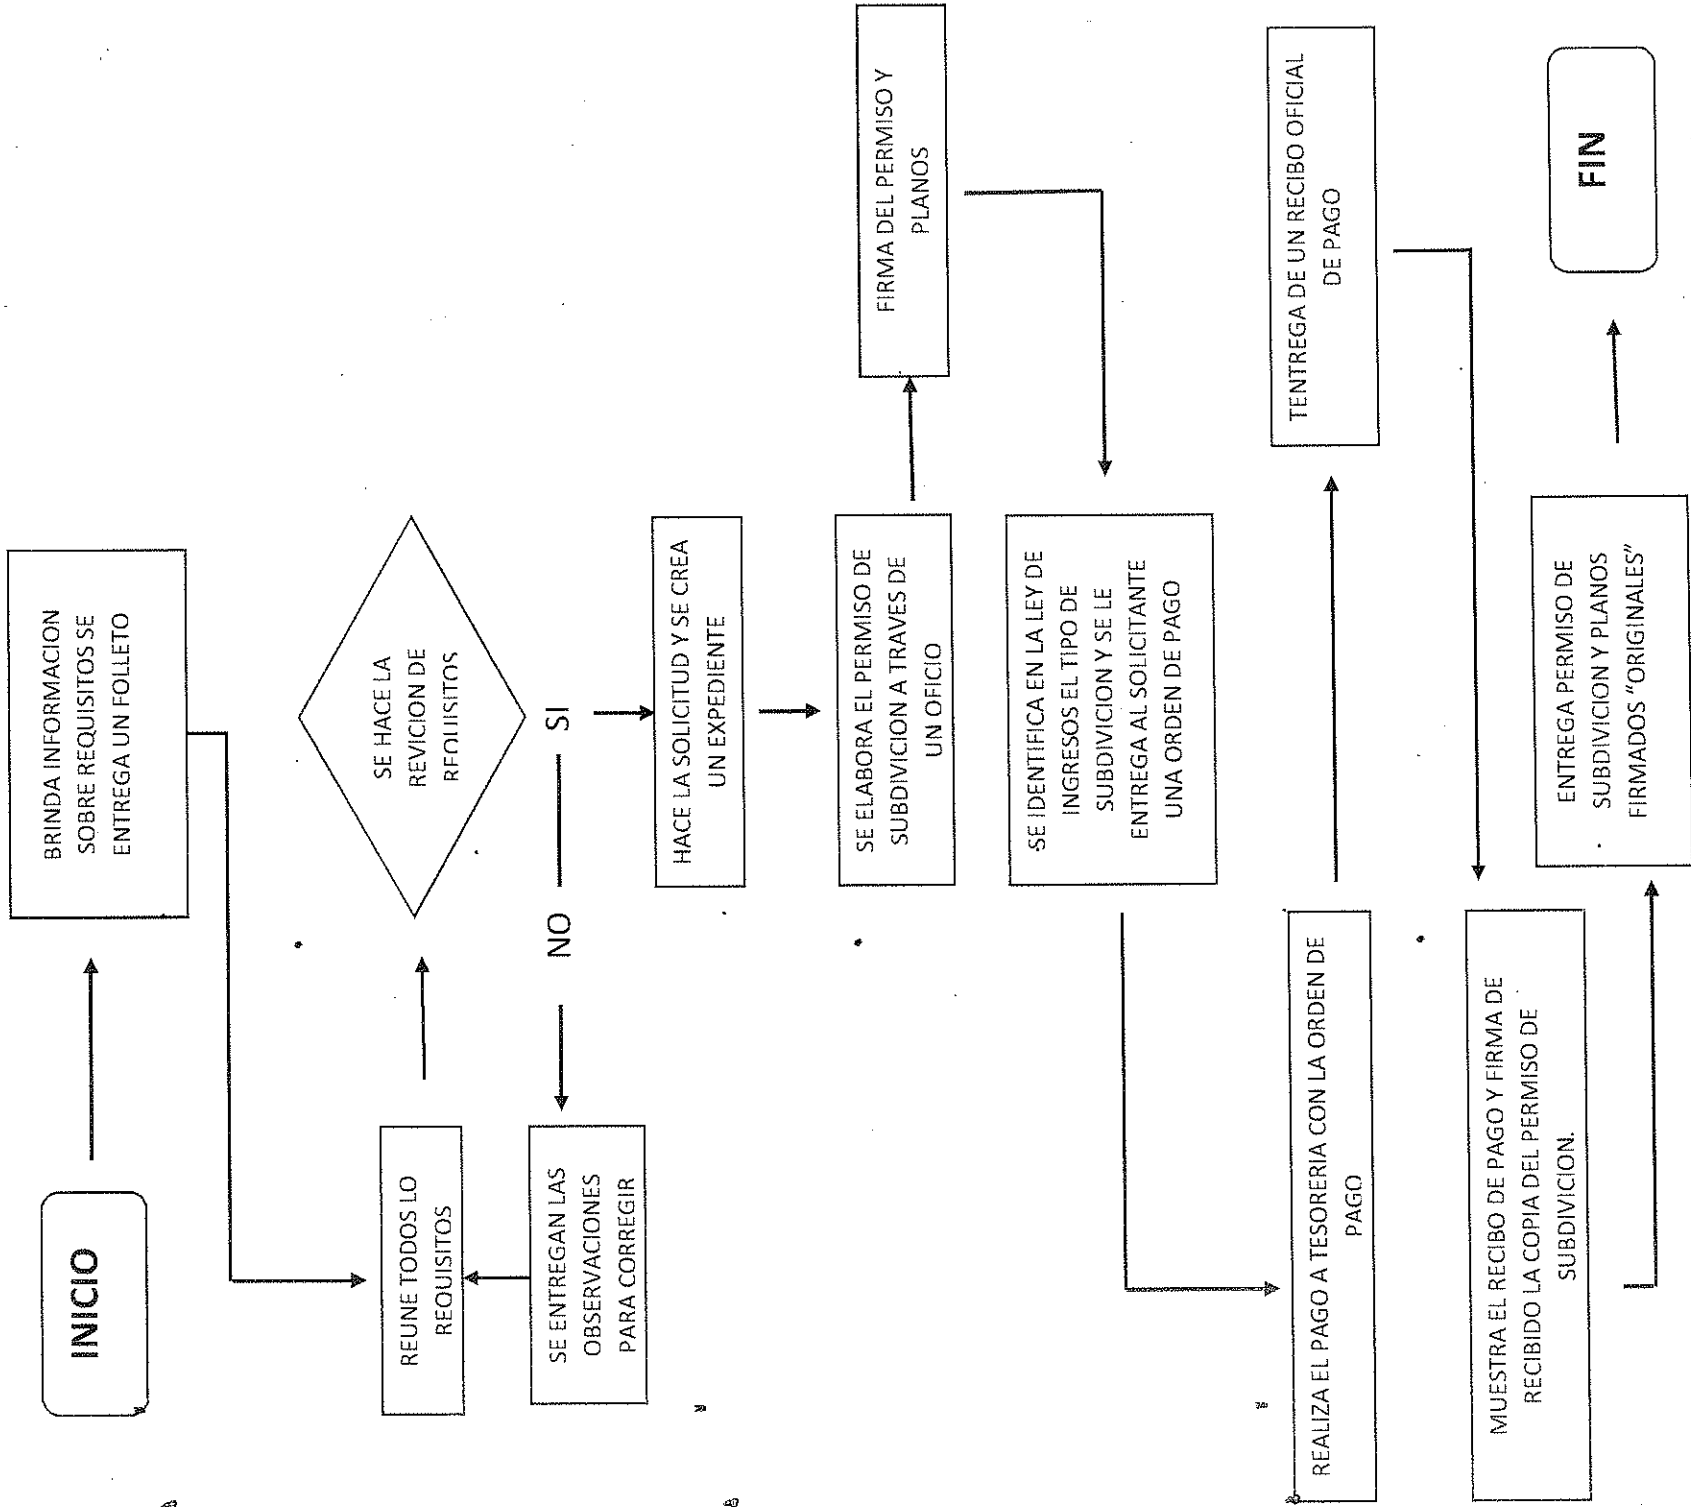 INICIO
BRINDA INFORMACION
SOBRE REQUISITOS SE
ENTREGA UN FOLLETO
REUNE TODOS LO
REQUISITOS
SE HACE LA
REVICION DE
REQUISITOS
SE ENTREGAN LAS
OBSERVACIONES
PARA CORREGIR
NO
SI
HACE LA SOLICITUD Y SE CREA
UN EXPEDIENTE
SE ELABORA EL PERMISO DE
SUBDIVICION A TRAVES DE
UN OFICIO
FIRMA DEL PERMISO Y
PLANOS
SE IDENTIFICA EN LA LEY DE
INGRESOS EL TIPO DE
SUBDIVICION Y SE LE
ENTREGA AL SOLICITANTE
UNA ORDEN DE PAGO
REALIZA EL PAGO A TESORERIA CON LA ORDEN DE
PAGO
TENTREGA DE UN RECIBO OFICIAL
DE PAGO
MUESTRA EL RECIBO DE PAGO Y FIRMA DE
RECIBIDO LA COPIA DEL PERMISO DE
SUBDIVICION.
ENTREGA PERMISO DE
SUBDIVICION Y PLANOS
FIRMADOS "ORIGINALES"
FIN